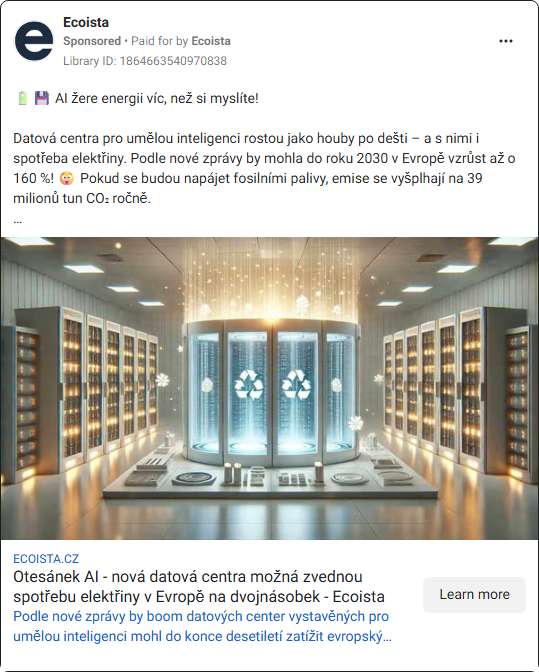 Ecoista
Sponsored • Paid for by Ecoista
Library ID: 1864663540970838
🔋 💾 AI žere energii víc, než si myslíte!
Datová centra pro umělou inteligenci rostou jako houby po dešti – a s nimi i
spotřeba elektřiny. Podle nové zprávy by mohla do roku 2030 v Evropě vzrůst až o
160 %! 🤯 Pokud se budou napájet fosilními palivy, emise se vyšplhají na 39
milionů tun CO₂ ročně.
...
ECOISTA.CZ
Otesánek AI - nová datová centra možná zvednou
spotřebu elektřiny v Evropě na dvojnásobek - Ecoista
Learn more
Podle nové zprávy by boom datových center vystavěných pro
umělou inteligenci mohl do konce desetiletí zatížit evropský...